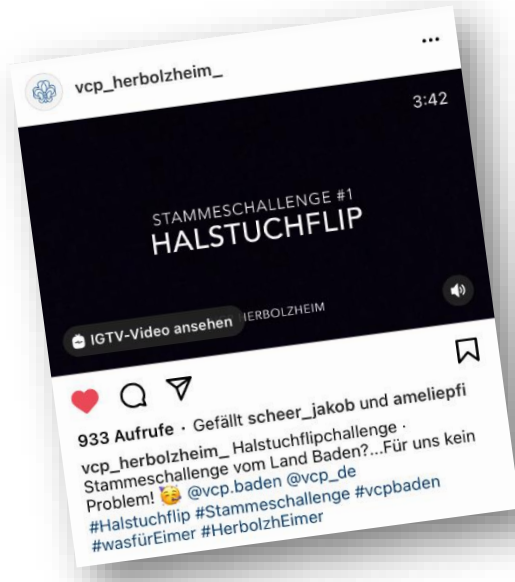 vcp_herbolzheim_
3:42
STAMMESCHALLENGE #1
HALSTUCHFLIP
HERBOLZHEIM
IGTV-Video ansehen
933 Aufrufe · Gefällt scheer_jakob und ameliepfi
vcp_herbolzheim_ Halstuchflipchallenge ·
Stammeschallenge vom Land Baden?...Für uns kein
Problem! 🥳 @vcp.baden @vcp_de
#Halstuchflip #Stammeschallenge #vcpbaden
#wasfürEimer #HerbolzhEimer